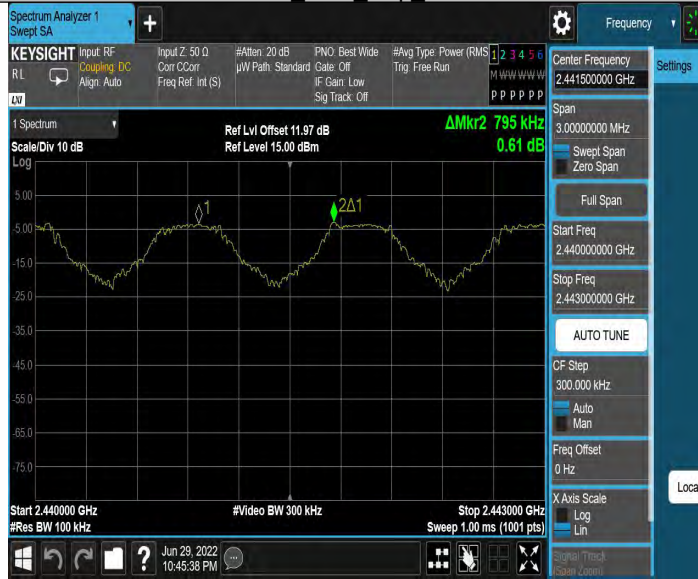 Spectrum Analyzer 1
Swept SA
Frequency
KEYSIGHT
RL
LXI
Input: RF
Coupling: DC
Align: Auto
Input Z: 50 Ω
Corr CCorr
Freq Ref: Int (S)
#Atten: 20 dB
µW Path: Standard
PNO: Best Wide
Gate: Off
IF Gain: Low
Sig Track: Off
#Avg Type: Power (RMS
Trig: Free Run
1 2 3 4 5 6
M W W W W W
P P P P P P
1 Spectrum
Scale/Div 10 dB
Log
Ref Lvl Offset 11.97 dB
Ref Level 15.00 dBm
ΔMkr2 795 kHz
0.61 dB
1
2Δ1
5.00
-5.00
-15.0
-25.0
-35.0
-45.0
-55.0
-65.0
-75.0
Start 2.440000 GHz
#Res BW 100 kHz
#Video BW 300 kHz
Stop 2.443000 GHz
Sweep 1.00 ms (1001 pts)
Center Frequency
2.441500000 GHz
Settings
Span
3.00000000 MHz
Swept Span
Zero Span
Full Span
Start Freq
2.440000000 GHz
Stop Freq
2.443000000 GHz
AUTO TUNE
CF Step
300.000 kHz
Auto
Man
Freq Offset
0 Hz
X Axis Scale
Log
Lin
Loca
Signal Track
(Span Zoom)
?
Jun 29, 2022
10:45:38 PM